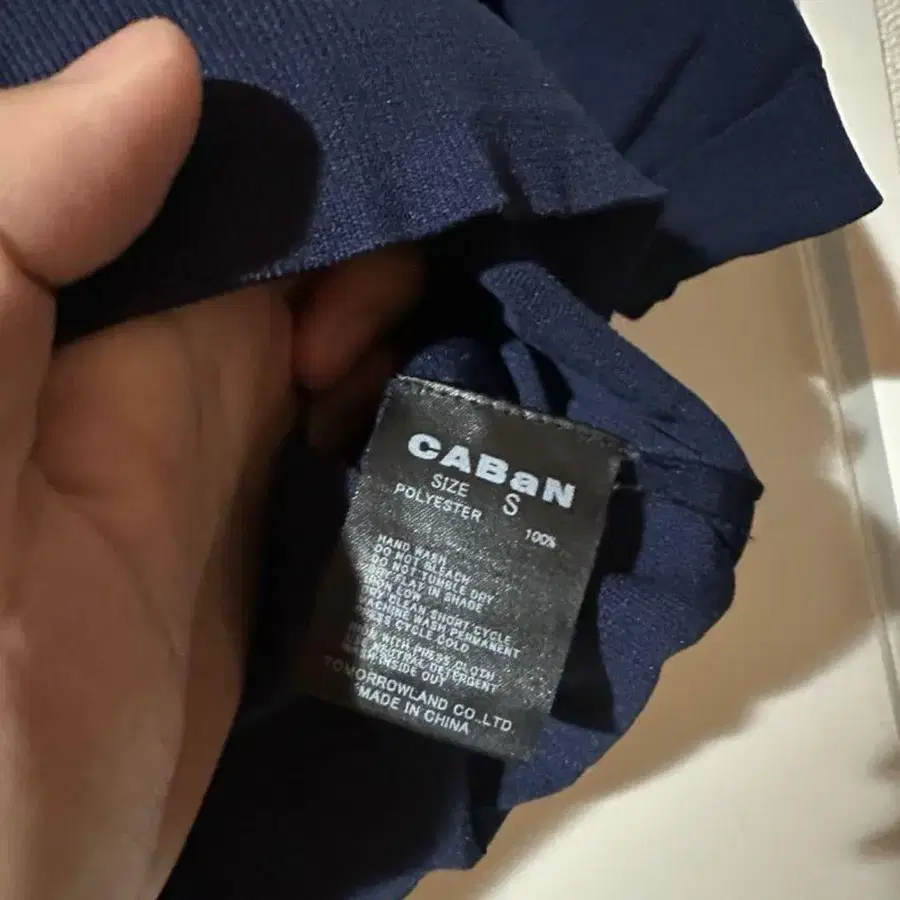 CABaN
SIZE S
POLYESTER 100%
HAND WASH
DO NOT BLEACH
DO NOT TUMBLE DRY
DRY FLAT IN SHADE
IRON LOW
DRY CLEAN SHORT CYCLE
MACHINE WASH PERMANENT
PRESS CYCLE COLD
IRON WITH PRESS CLOTH
USE NEUTRAL DETERGENT
WASH INSIDE OUT
TOMORROWLAND CO.,LTD.
MADE IN CHINA